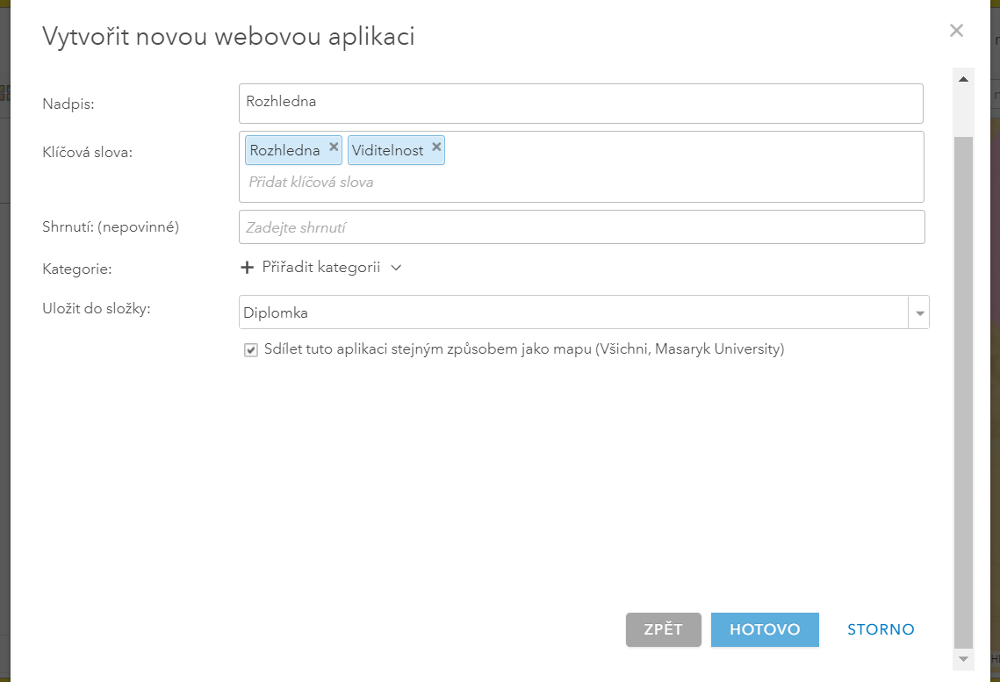 Vytvořit novou webovou aplikaci
Nadpis: Rozhledna
Klíčová slova: Rozhledna Viditelnost
Přidat klíčová slova
Shrnutí: (nepovinné) Zadejte shrnutí
Kategorie: Přiřadit kategorii
Uložit do složky: Diplomka
Sdílet tuto aplikaci stejným způsobem jako mapu (Všichni, Masaryk University)
ZPĚT HOTOVO STORNO